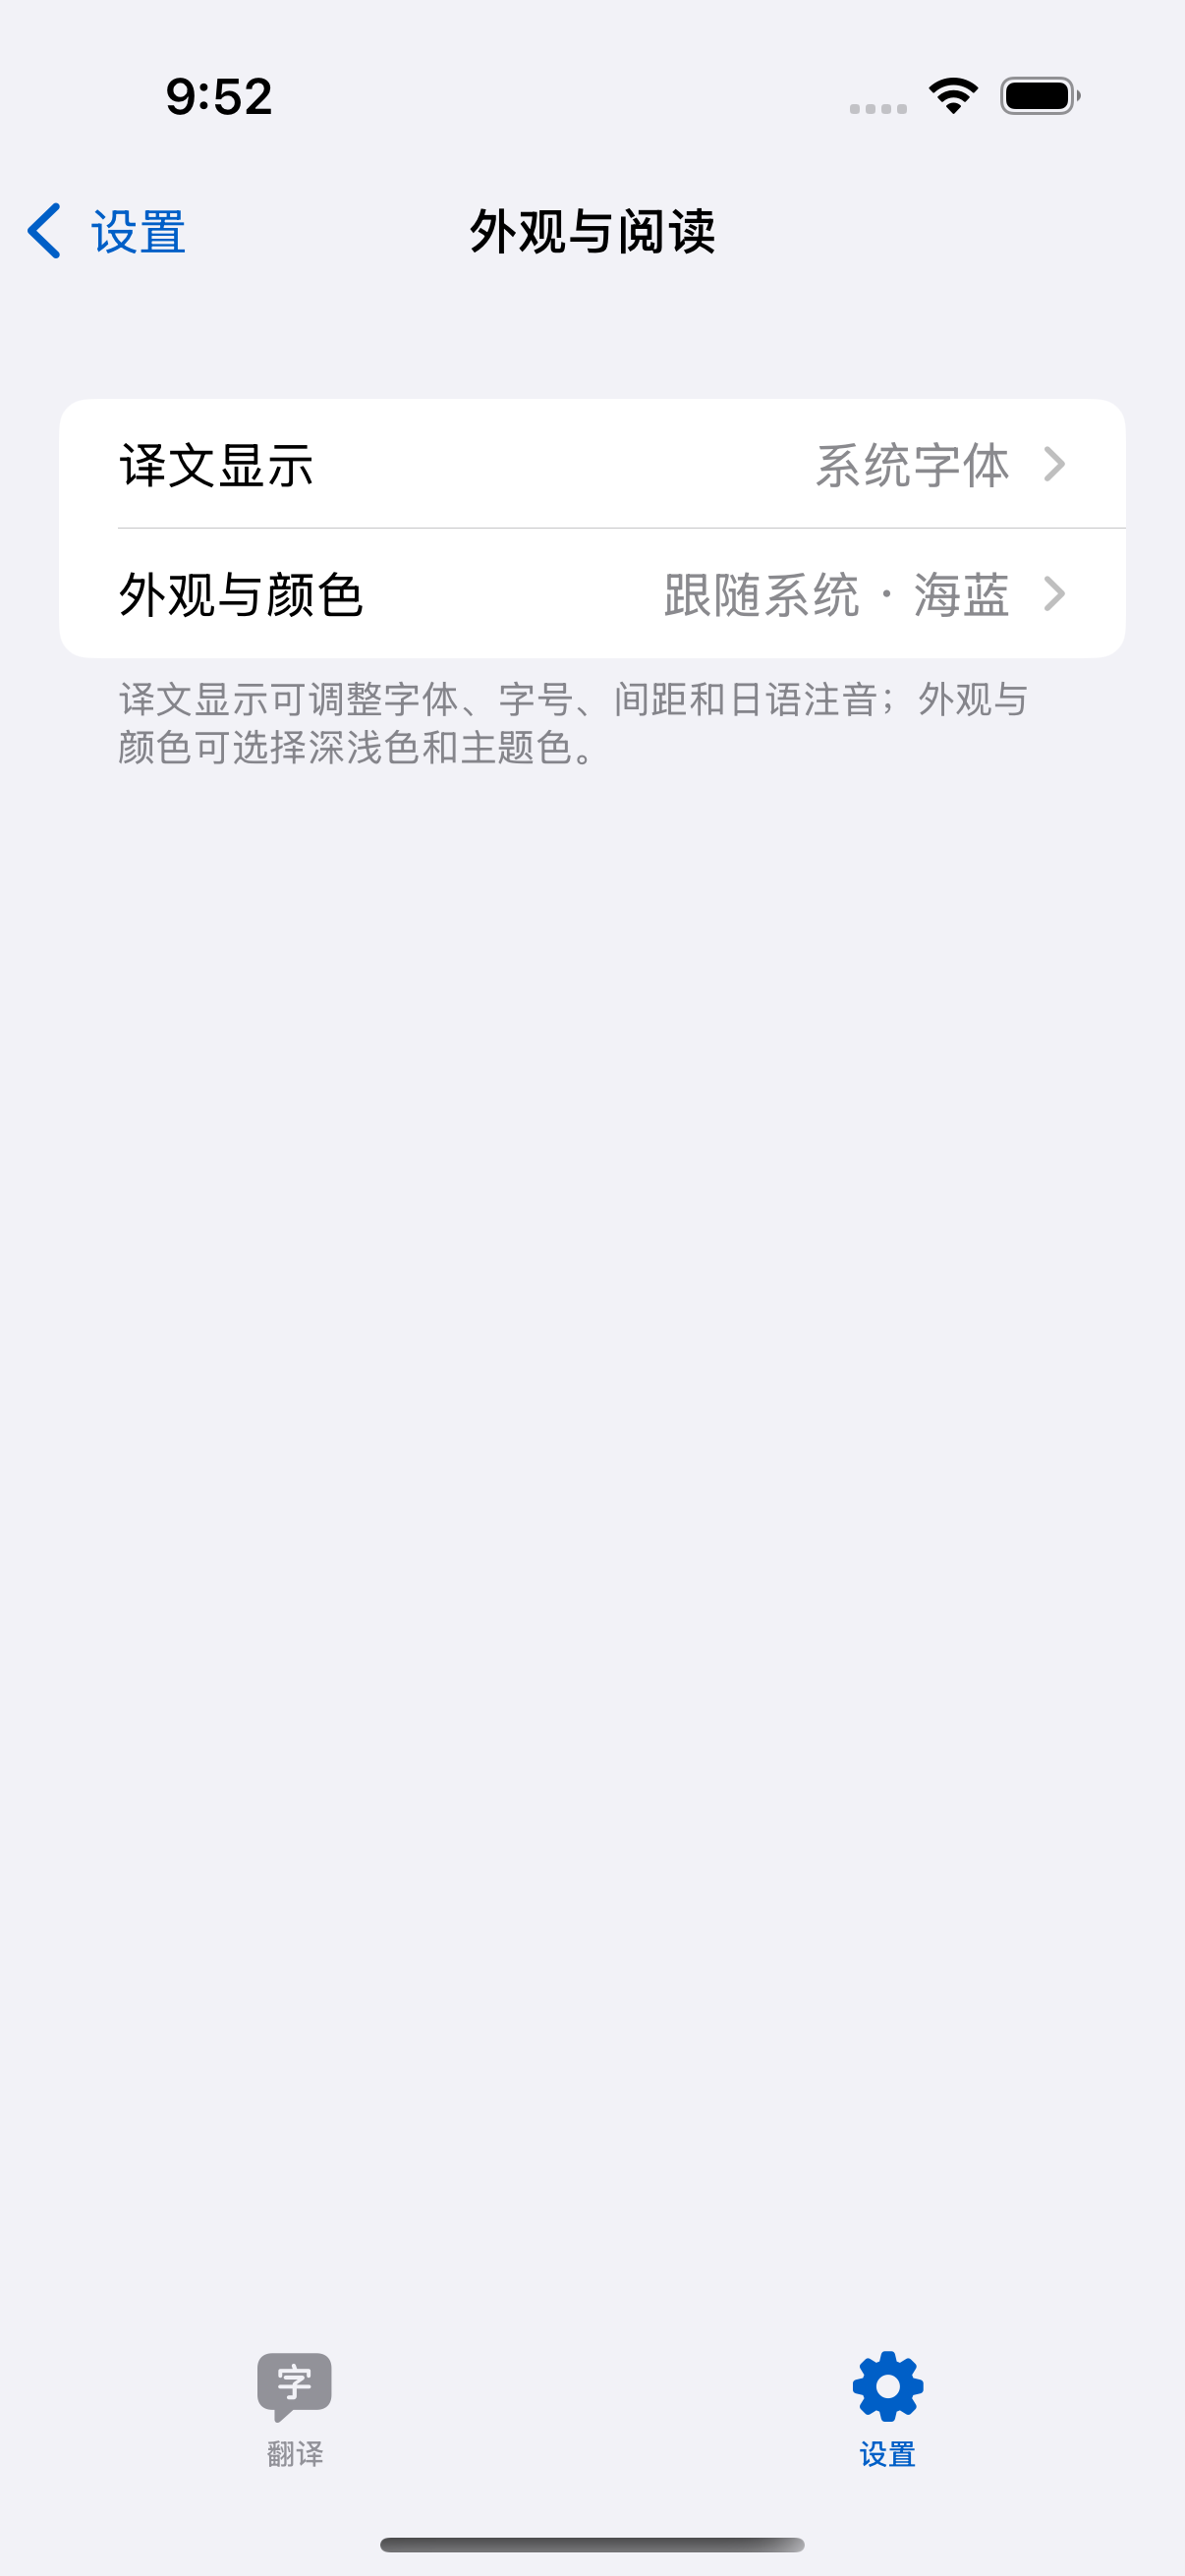 9:52
设置
外观与阅读
译文显示 系统字体
外观与颜色 跟随系统 · 海蓝
译文显示可调整字体、字号、间距和日语注音；外观与
颜色可选择深浅色和主题色。
字
翻译 设置